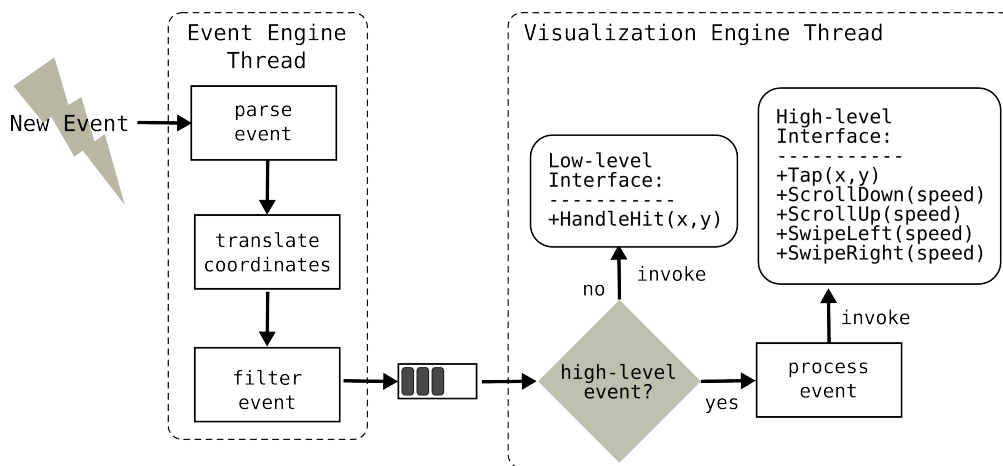 Event Engine
Thread
New Event
parse
event
translate
coordinates
filter
event
Visualization Engine Thread
Low-level
Interface:
-----------
+HandleHit(x,y)
no
invoke
high-level
event?
yes
High-level
Interface:
-----------
+Tap(x,y)
+ScrollDown(speed)
+ScrollUp(speed)
+SwipeLeft(speed)
+SwipeRight(speed)
invoke
process
event